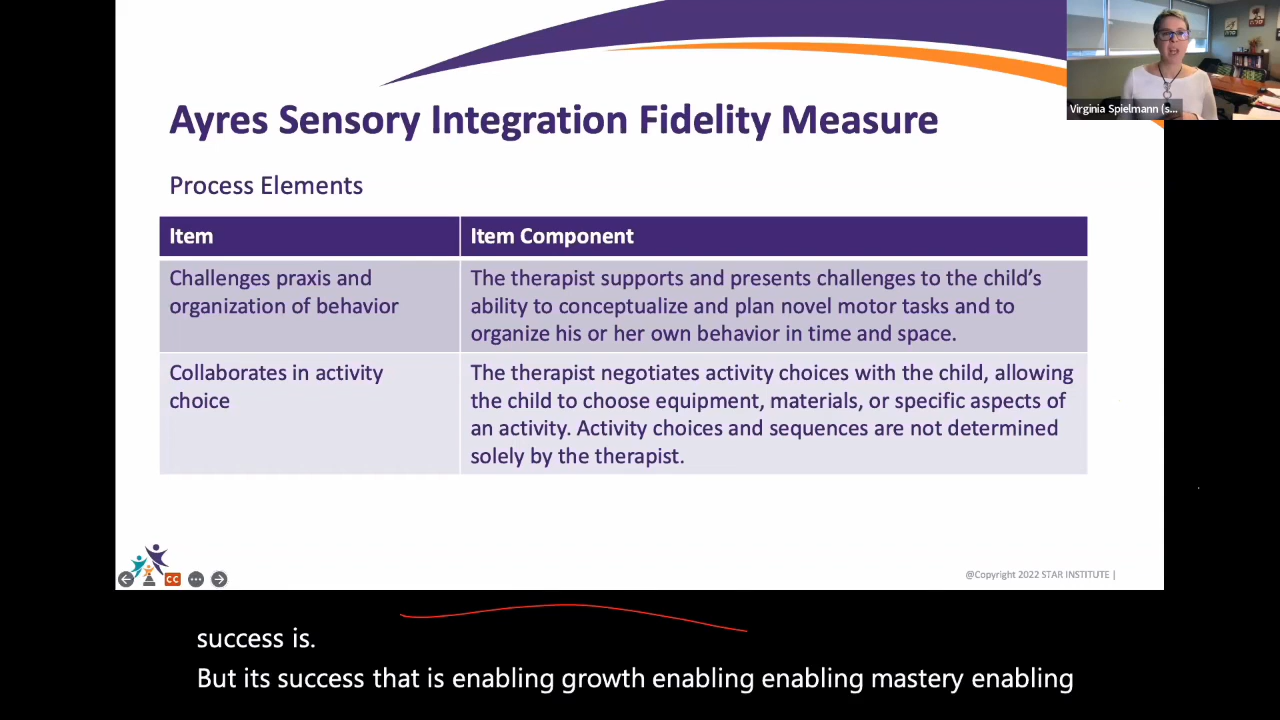 Virginia Spielmann (s...
Ayres Sensory Integration Fidelity Measure
Process Elements
Item
Item Component
Challenges praxis and
organization of behavior
The therapist supports and presents challenges to the child's
ability to conceptualize and plan novel motor tasks and to
organize his or her own behavior in time and space.
Collaborates in activity
choice
The therapist negotiates activity choices with the child, allowing
the child to choose equipment, materials, or specific aspects of
an activity. Activity choices and sequences are not determined
solely by the therapist.
CC
@Copyright 2022 STAR INSTITUTE |
success is.
But its success that is enabling growth enabling enabling mastery enabling